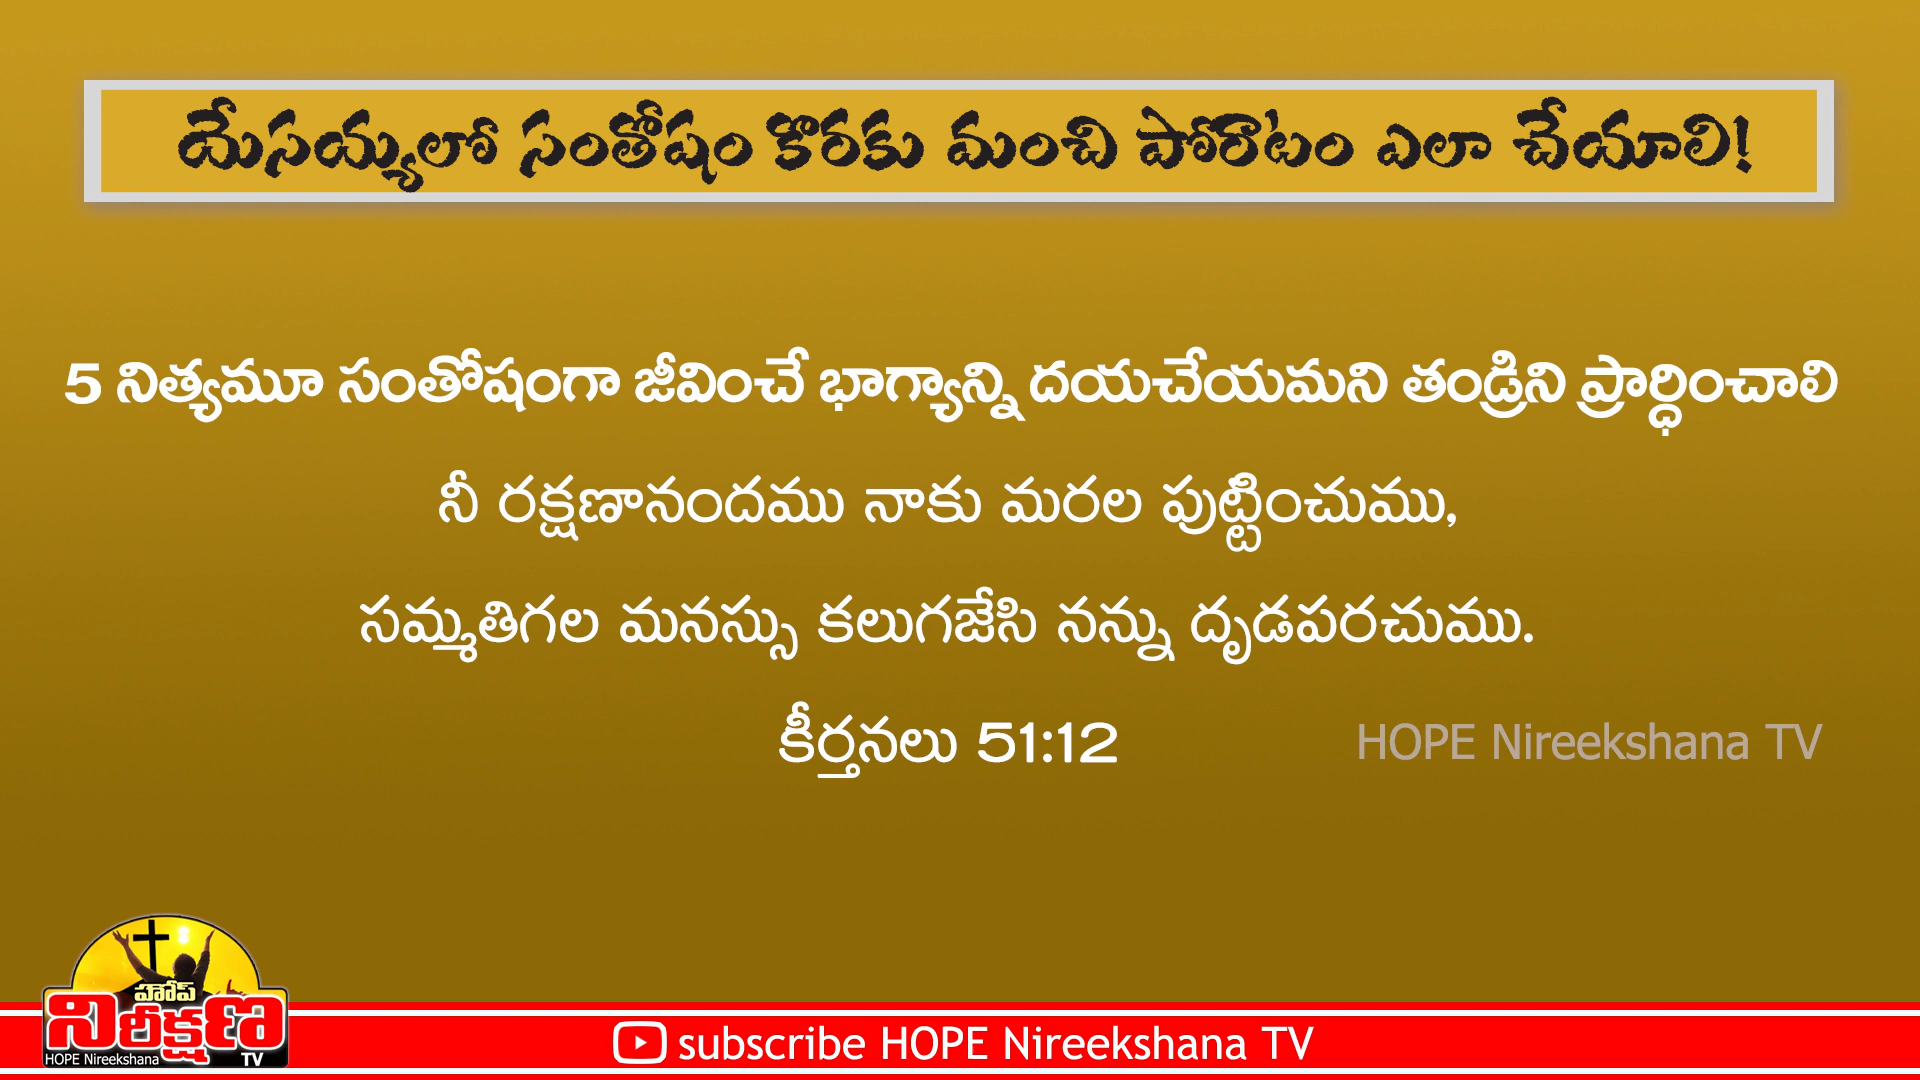 యేసయ్యలో సంతోషం కొరకు మంచి పోరాటం ఎలా చేయాలి!
5 నిత్యమూ సంతోషంగా జీవించే భాగ్యాన్ని దయచేయమని తండ్రిని ప్రార్ధించాలి
నీ రక్షణానందము నాకు మరల పుట్టించుము,
సమ్మతిగల మనస్సు కలుగజేసి నన్ను దృడపరచుము.
కీర్తనలు 51:12
HOPE Nireekshana TV
హోప్
నిరీక్షణ
HOPE Nireekshana TV
subscribe HOPE Nireekshana TV